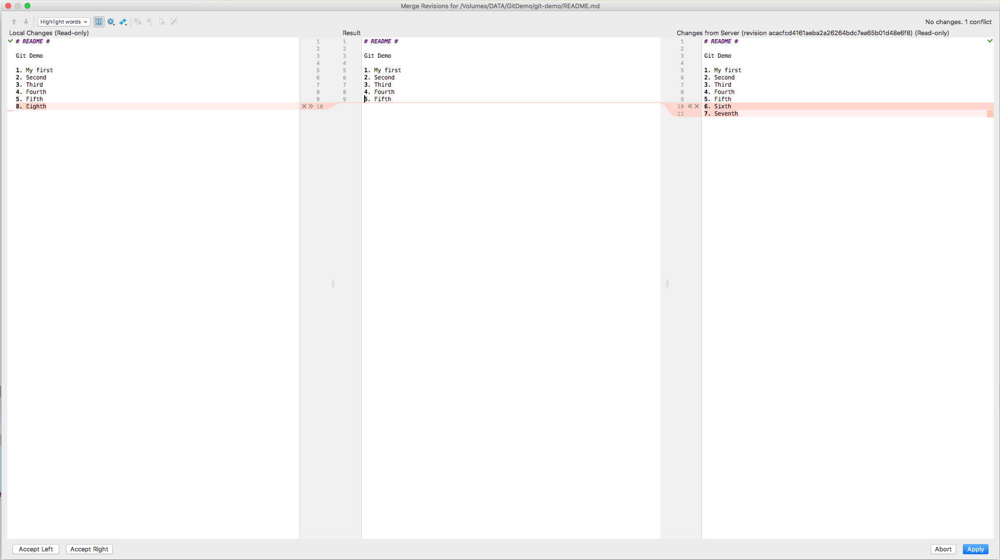 Merge Revisions for /Volumes/DATA/GitDemo/git-demo/README.md
Highlight words
No changes. 1 conflict
Local Changes (Read-only)
# README #
Git Demo
1. My first
2. Second
3. Third
4. Fourth
5. Fifth
8. Eighth
1
2
3
4
5
6
7
8
9
10
Result
1
2
3
4
5
6
7
8
9
# README #
Git Demo
1. My first
2. Second
3. Third
4. Fourth
5. Fifth
Changes from Server (revision acacfcd4161aeba2a26264bdc7ea65b01d48e6f8) (Read-only)
1
2
3
4
5
6
7
8
9
10
11
# README #
Git Demo
1. My first
2. Second
3. Third
4. Fourth
5. Fifth
6. Sixth
7. Seventh
Accept Left
Accept Right
Abort
Apply